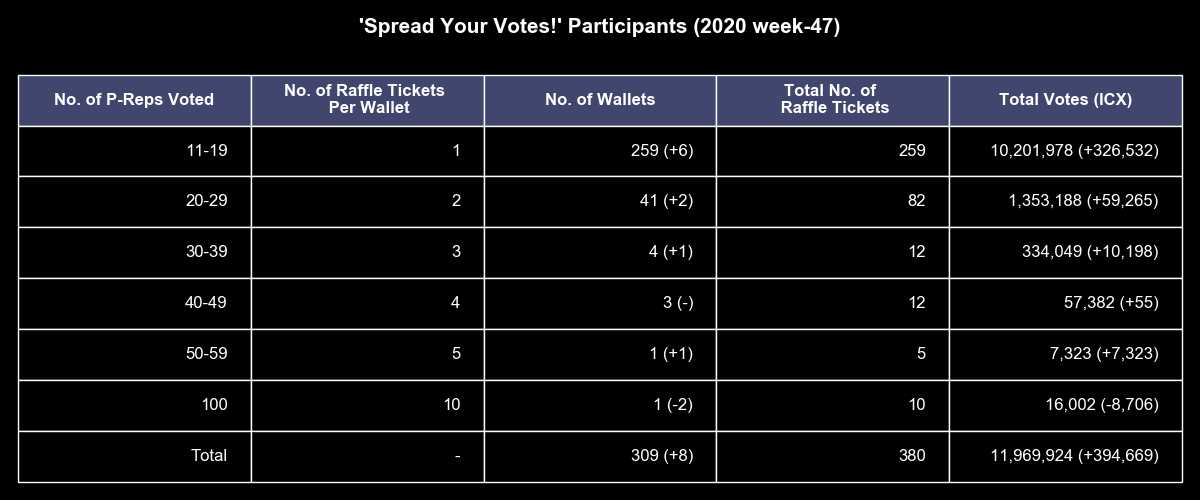 'Spread Your Votes!' Participants (2020 week-47)
No. of P-Reps Voted
No. of Raffle Tickets
Per Wallet
No. of Wallets
Total No. of
Raffle Tickets
Total Votes (ICX)
11-19 1 259 (+6) 259 10,201,978 (+326,532)
20-29 2 41 (+2) 82 1,353,188 (+59,265)
30-39 3 4 (+1) 12 334,049 (+10,198)
40-49 4 3 (-) 12 57,382 (+55)
50-59 5 1 (+1) 5 7,323 (+7,323)
100 10 1 (-2) 10 16,002 (-8,706)
Total - 309 (+8) 380 11,969,924 (+394,669)